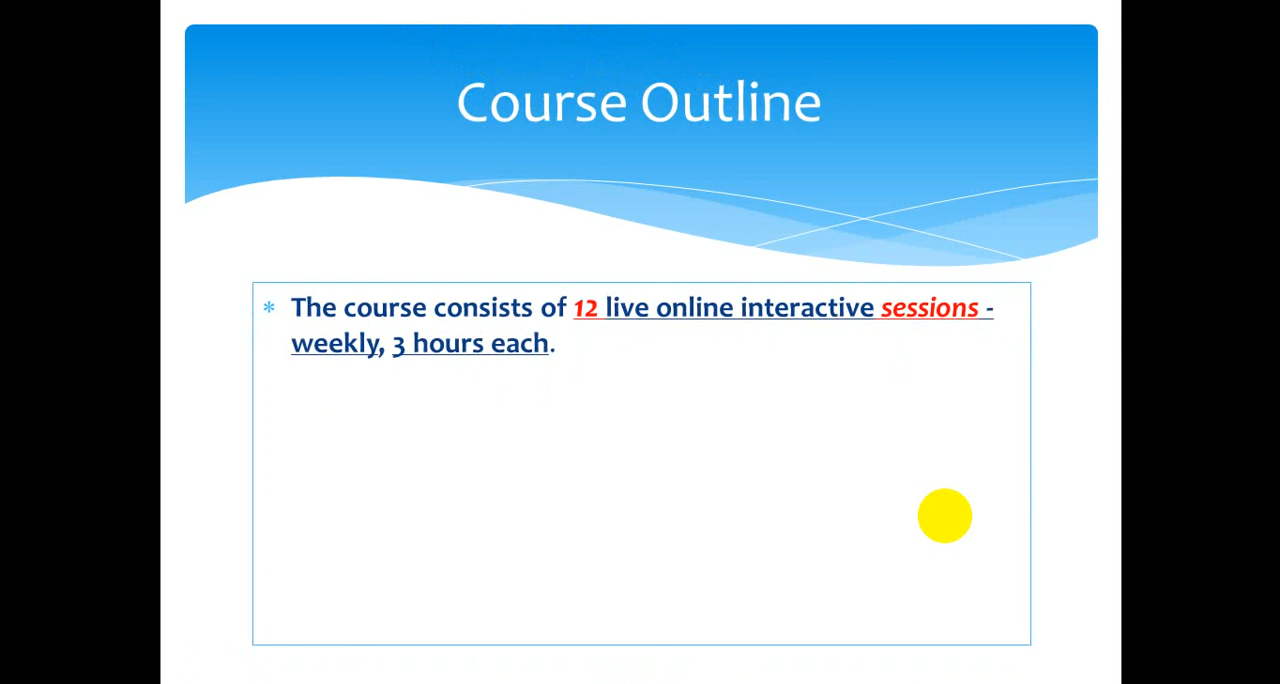 Course Outline
* The course consists of 12 live online interactive sessions -
weekly, 3 hours each.